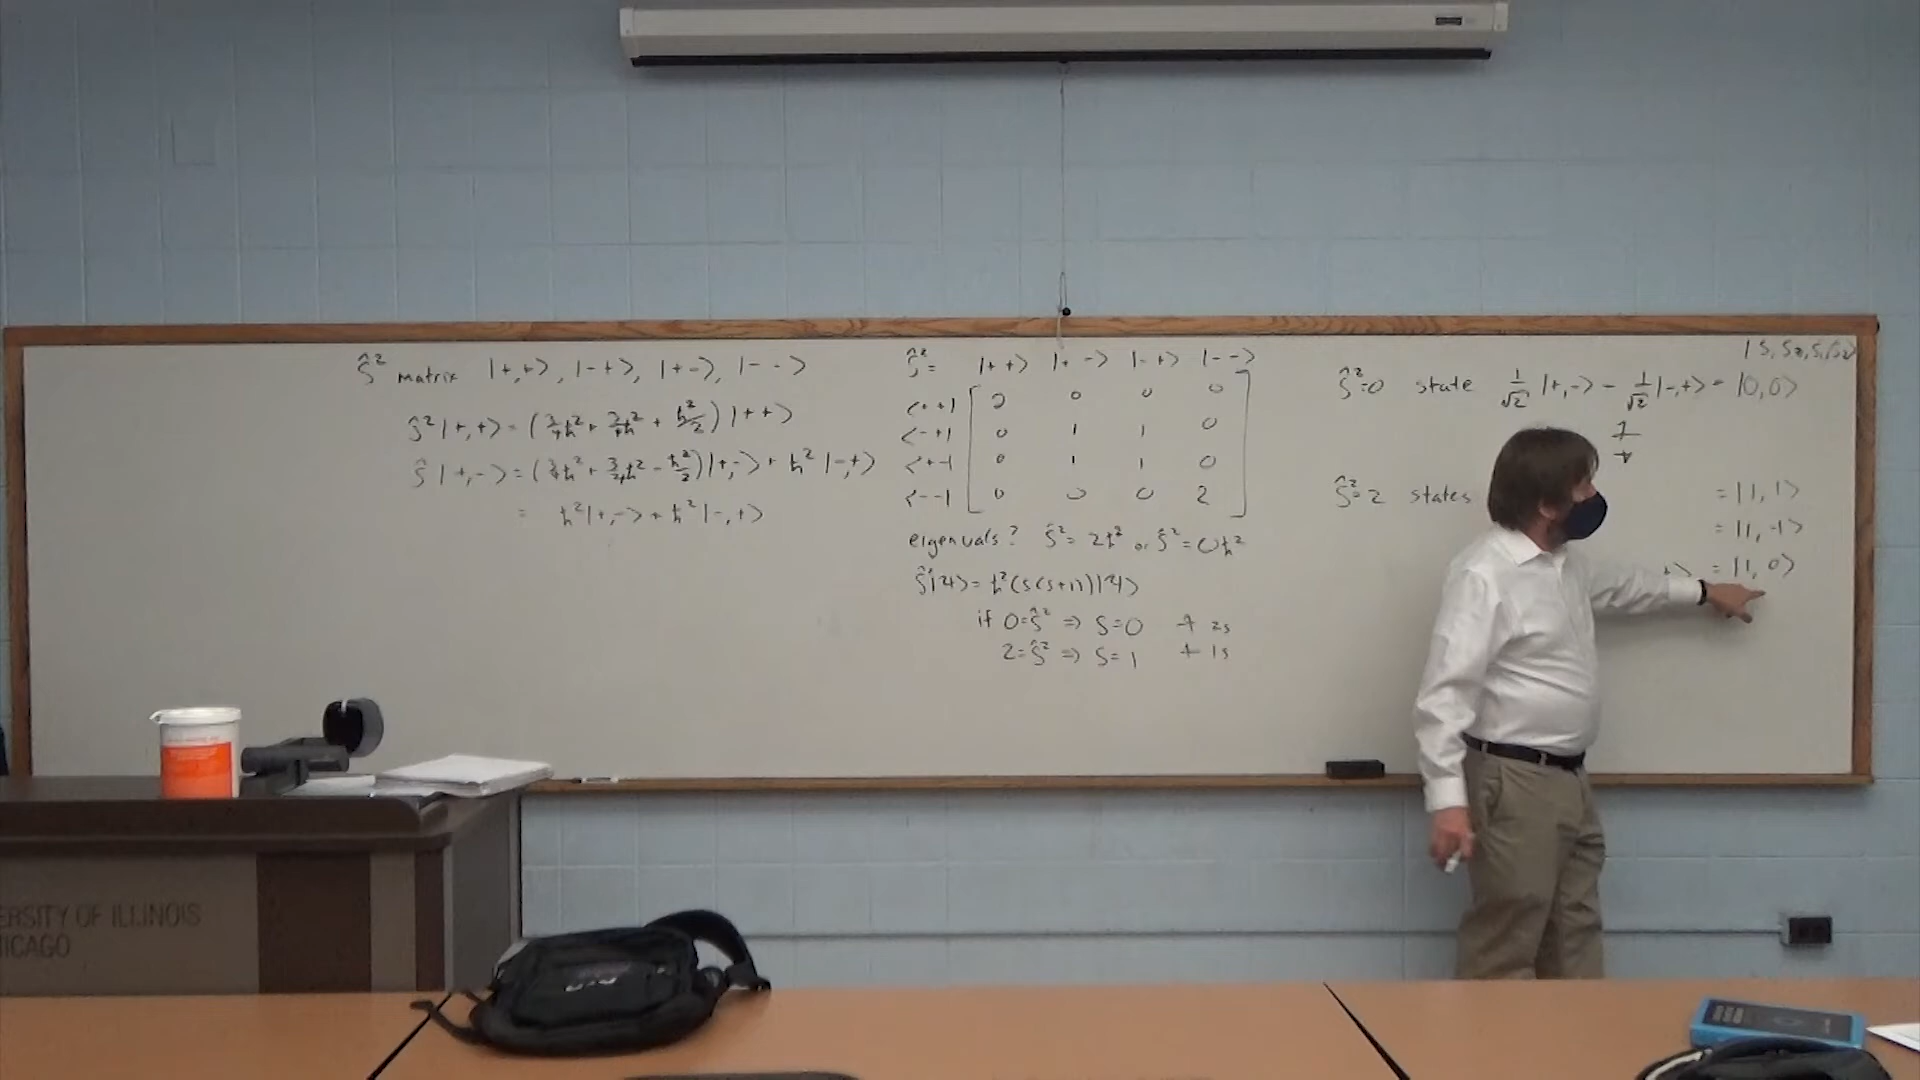 Ŝ² matrix |+,+>, |-+>, |+->, |-->
Ŝ²|+,+> = (3/4ħ² + 3/4ħ² + ħ²/2)|++>
Ŝ|+,-> = (3/4ħ² + 3/4ħ² - ħ²/2)|+,-> + ħ²|-,+>
= ħ²|+,-> + ħ²|-,+>
Ŝ² = |++> |+-> |-+> |-->
<++| 2 0 0 0
<-+| 0 1 1 0
<+-| 0 1 1 0
<--| 0 0 0 2
eigenvals? Ŝ² = 2ħ² or Ŝ² = 0ħ²
Ŝ²|ψ> = ħ²(s(s+1))|ψ>
if 0=Ŝ² => S=0
2=Ŝ² => S=1
Ŝ²=0 state 1/√2 |+,-> - 1/√2 |-,+> = |0,0>
Ŝ²=2 states = |1,1>
= |1,-1>
+> = |1,0>
ERSITY OF ILLINOIS
HICAGO